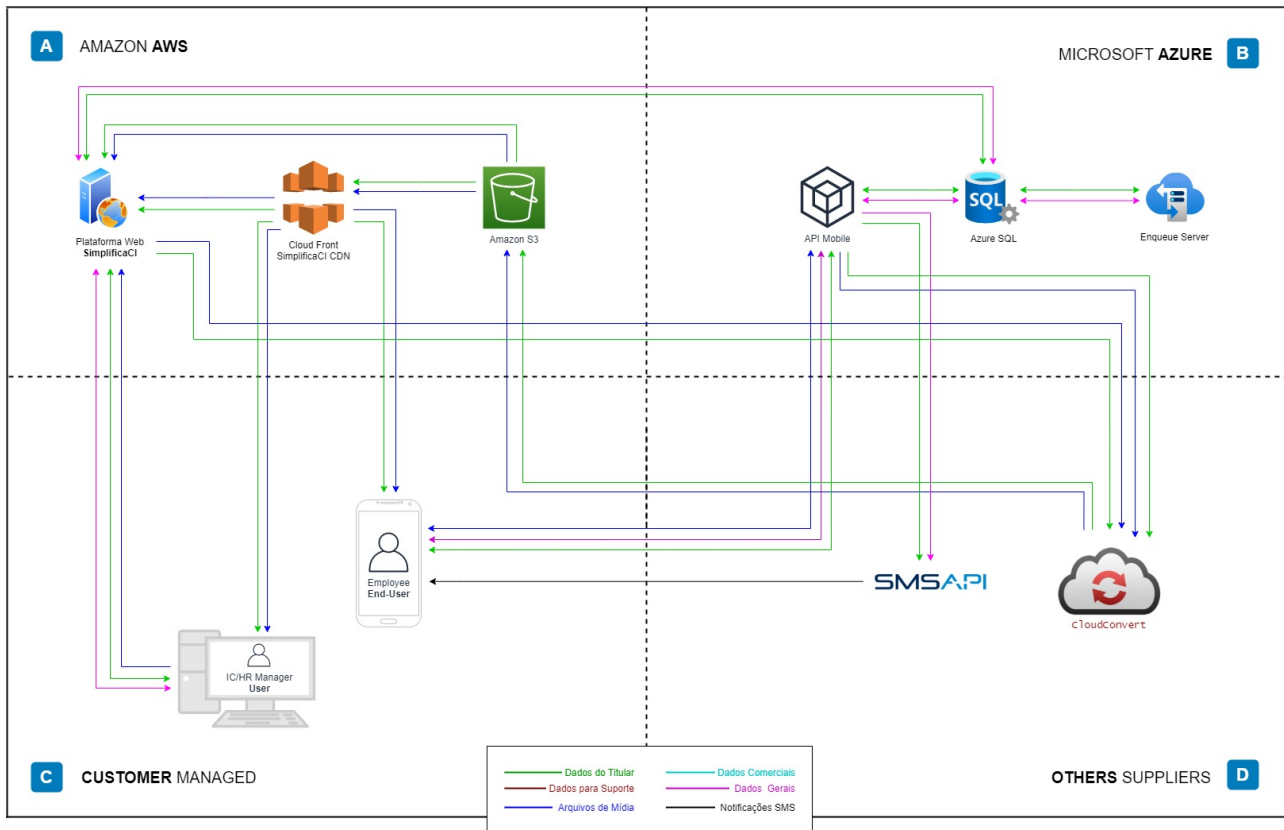 A AMAZON AWS
MICROSOFT AZURE B
Plataforma Web
SimplificaCI
Cloud Front
SimplificaCI CDN
Amazon S3
API Mobile
SQL
Azure SQL
Enqueue Server
Employee
End-User
SMSAPI
CloudConvert
IC/HR Manager
User
C CUSTOMER MANAGED
OTHERS SUPPLIERS D
Dados do Titular
Dados Comerciais
Dados para Suporte
Dados Gerais
Arquivos de Mídia
Notificações SMS